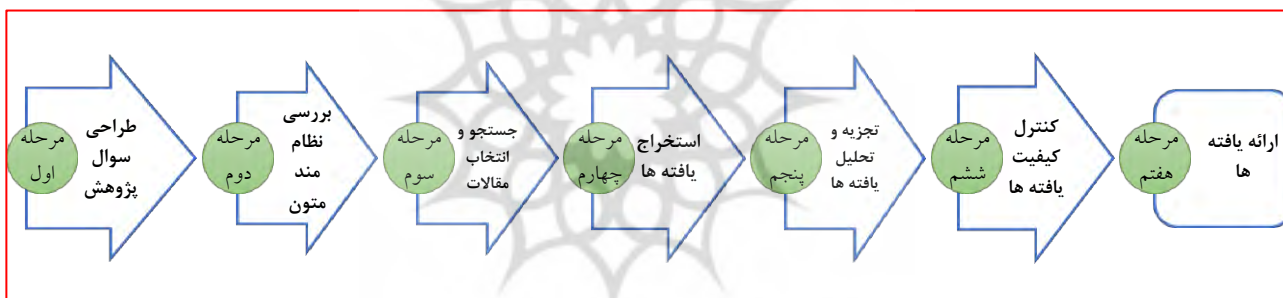 مرحله
اول
طراحی
سوال
پژوهش
مرحله
دوم
بررسی
نظام
مند
متون
مرحله
سوم
جستجو و
انتخاب
مقالات
مرحله
چهارم
استخراج
یافته ها
مرحله
پنجم
تجزیه و
تحلیل
یافته ها
مرحله
ششم
کنترل
کیفیت
یافته ها
مرحله
هفتم
ارائه یافته
ها